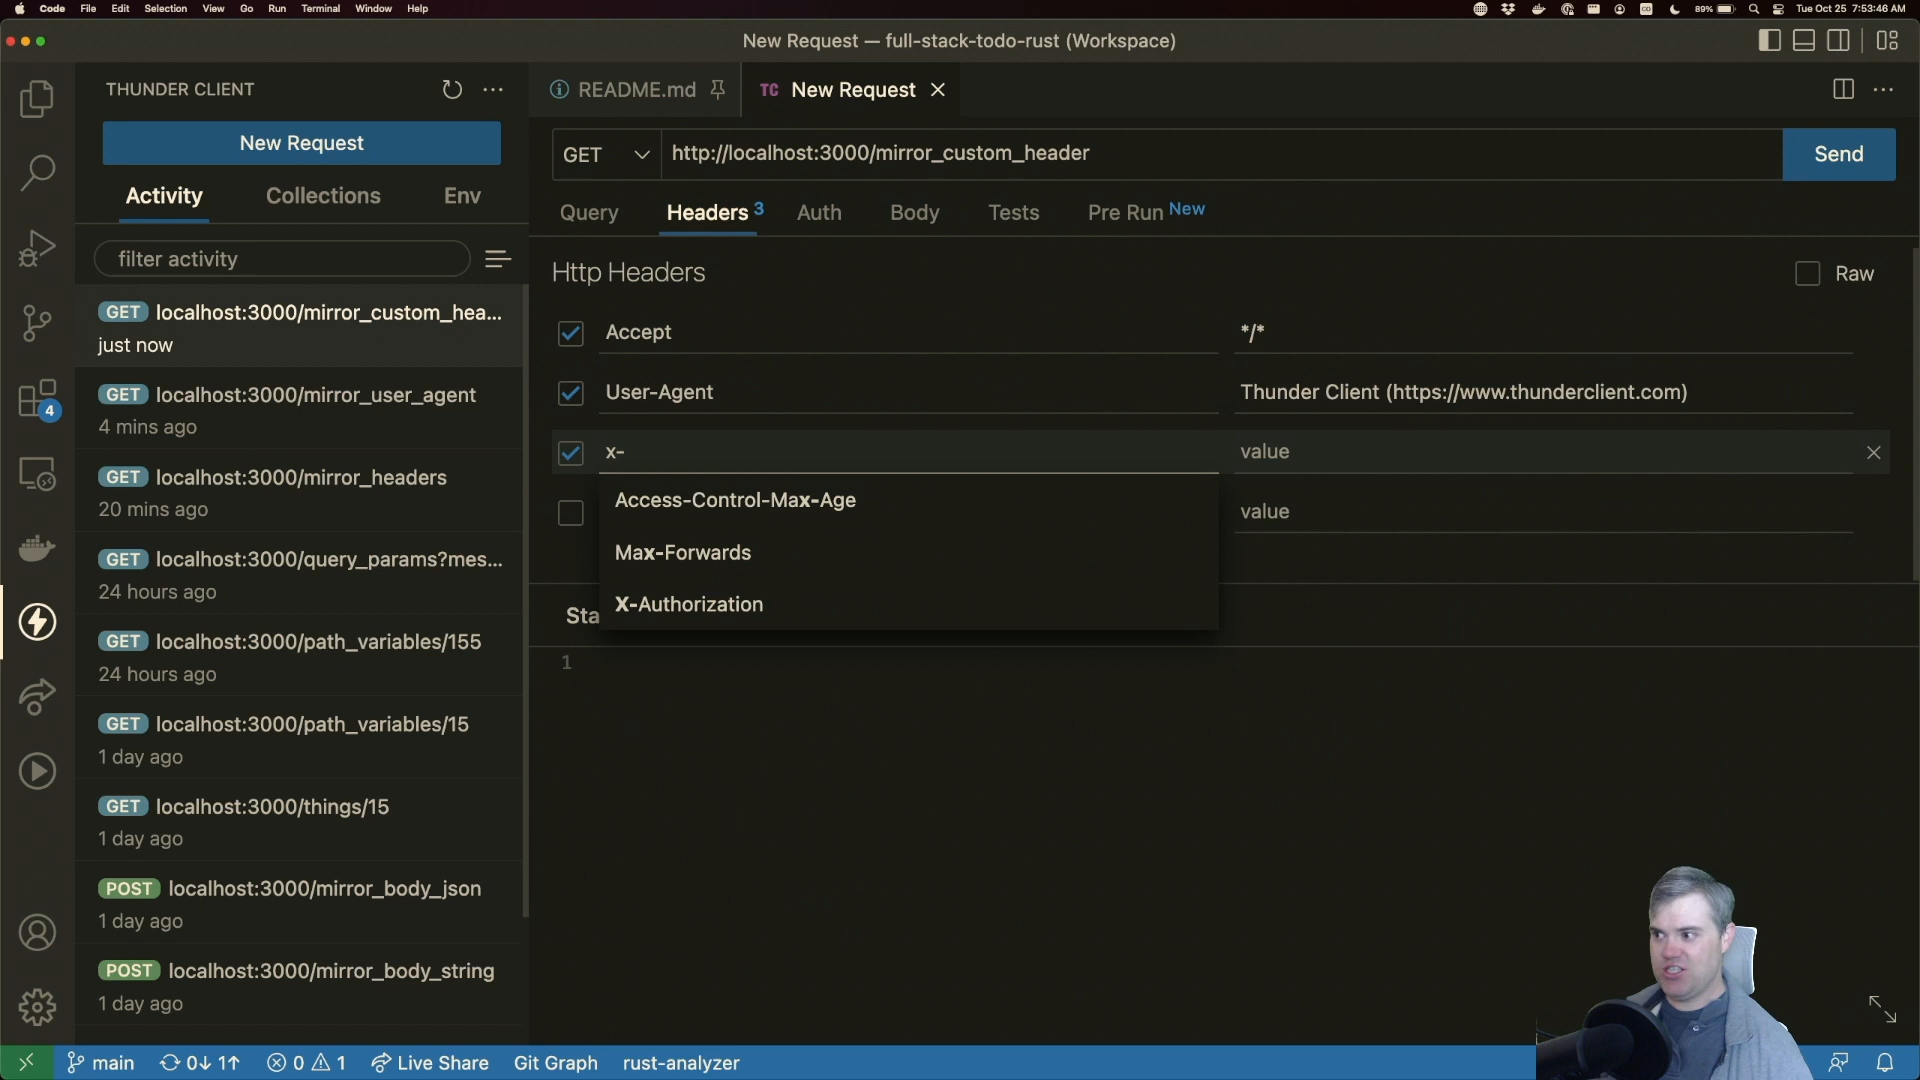 Code File Edit Selection View Go Run Terminal Window Help
89% Tue Oct 25 7:53:46 AM
New Request — full-stack-todo-rust (Workspace)
THUNDER CLIENT
New Request
Activity Collections Env
filter activity
GET localhost:3000/mirror_custom_hea...
just now
GET localhost:3000/mirror_user_agent
4 mins ago
GET localhost:3000/mirror_headers
20 mins ago
GET localhost:3000/query_params?mes...
24 hours ago
GET localhost:3000/path_variables/155
24 hours ago
GET localhost:3000/path_variables/15
1 day ago
GET localhost:3000/things/15
1 day ago
POST localhost:3000/mirror_body_json
1 day ago
POST localhost:3000/mirror_body_string
1 day ago
4
README.md
TC New Request
GET http://localhost:3000/mirror_custom_header Send
Query Headers 3 Auth Body Tests Pre Run New
Http Headers Raw
Accept */*
User-Agent Thunder Client (https://www.thunderclient.com)
x- value
Access-Control-Max-Age
value
Max-Forwards
X-Authorization
Sta
1
main 0↓ 1↑ 0 1 Live Share Git Graph rust-analyzer